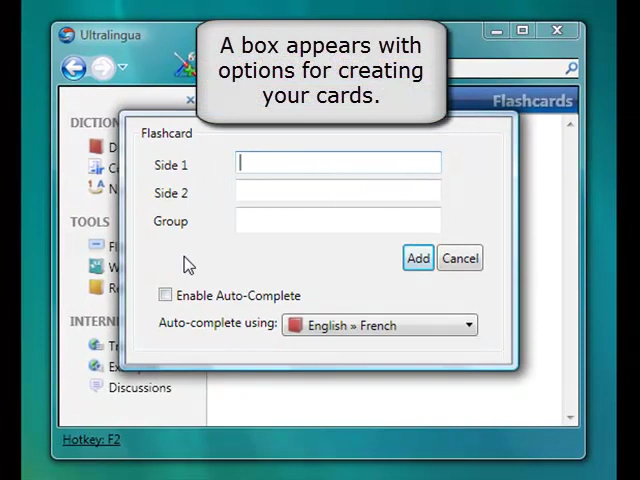 Ultralingua
A box appears with
options for creating
your cards.
Flashcards
DICTION
TOOLS
INTERN
Discussions
Hotkey: F2
Flashcard
Side 1
Side 2
Group
Add Cancel
Enable Auto-Complete
Auto-complete using: English » French